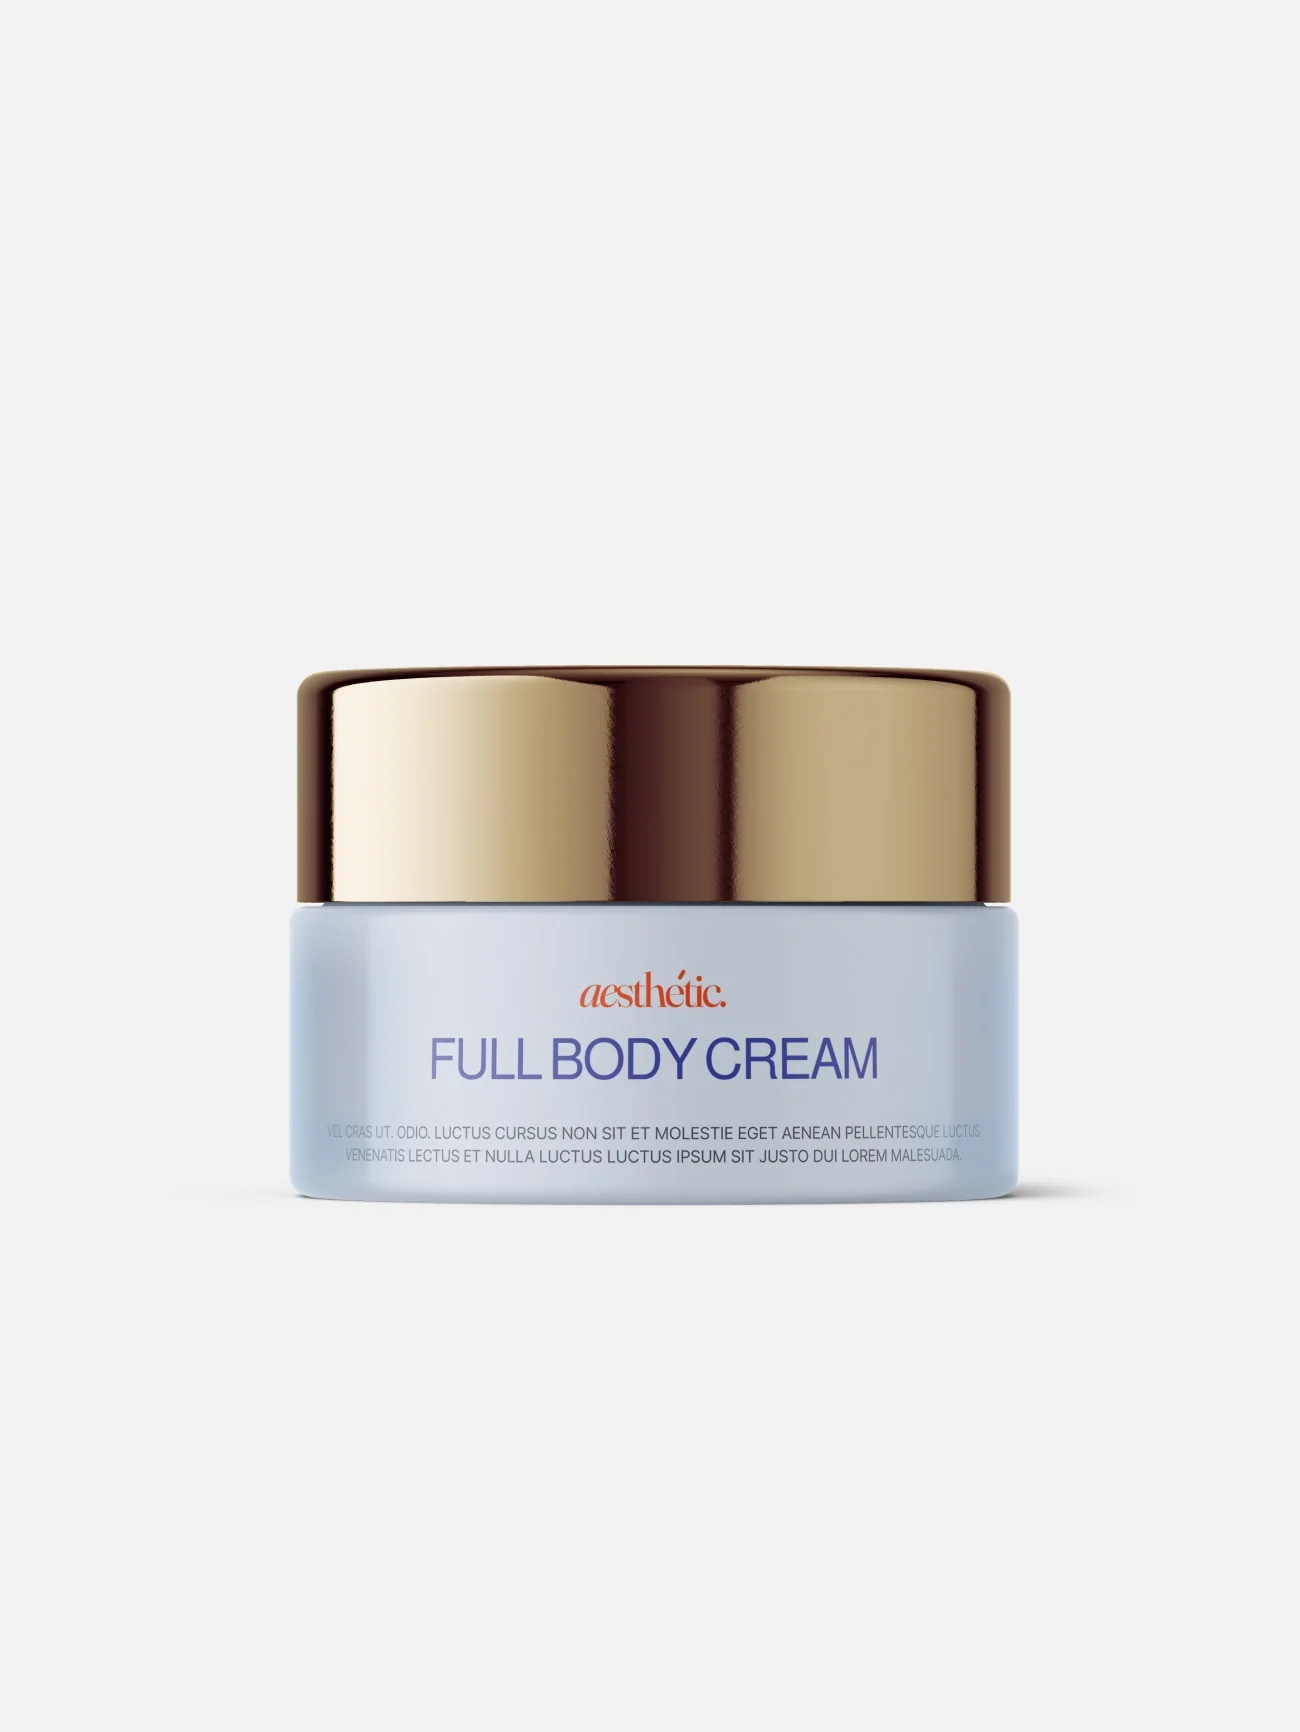 aesthétic.
FULL BODY CREAM
VEL CRAS UT. ODIO. LUCTUS CURSUS NON SIT ET MOLESTIE EGET AENEAN PELLENTESQUE LUCTUS
VENENATIS LECTUS ET NULLA LUCTUS LUCTUS IPSUM SIT JUSTO DUI LOREM MALESUADA.